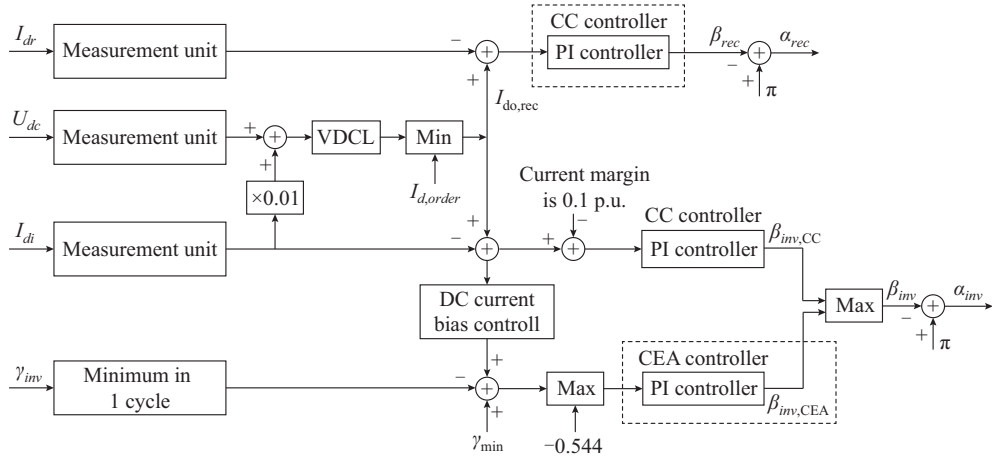 CC controller
I_dr
Measurement unit
−
+
PI controller
β_rec
−
+
α_rec
+
π
I_do,rec
U_dc
Measurement unit
+
+
+
VDCL
Min
I_d,order
×0.01
Current margin
is 0.1 p.u.
I_di
Measurement unit
+
−
+
+
−
+
CC controller
PI controller
β_inv,CC
DC current
bias controll
Max
β_inv
−
+
α_inv
+
π
γ_inv
Minimum in
1 cycle
+
−
+
+
γ_min
Max
−0.544
CEA controller
PI controller
β_inv,CEA